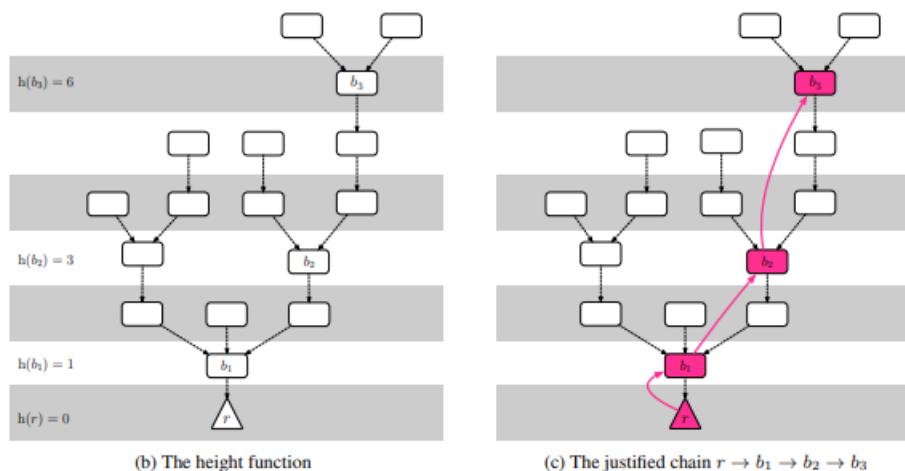 h(b₃) = 6
b₃
h(b₂) = 3
b₂
h(b₁) = 1
b₁
h(r) = 0
r
(b) The height function
b₃
b₂
b₁
r
(c) The justified chain r → b₁ → b₂ → b₃